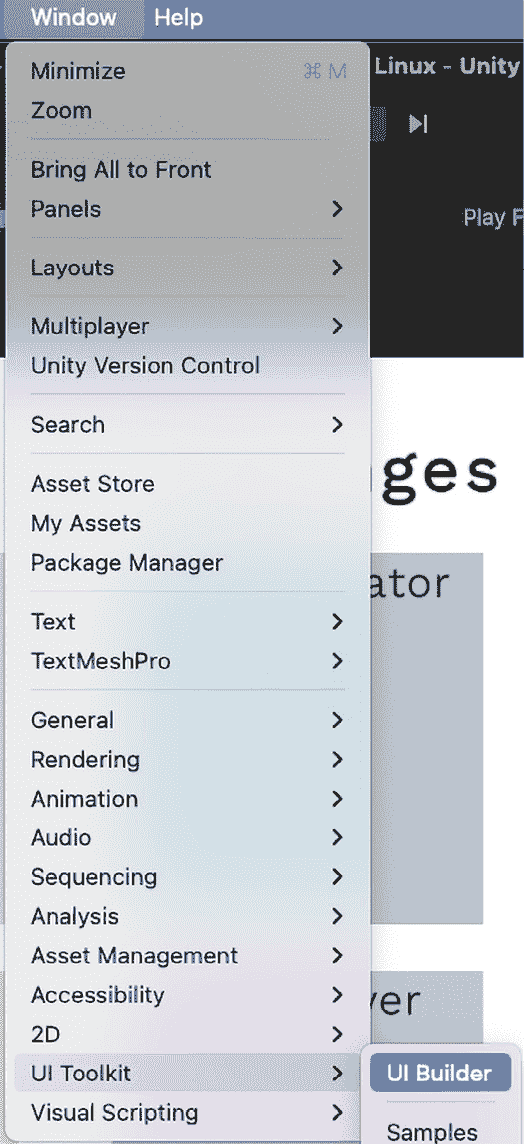 Window Help
Minimize ⌘ M
Linux - Unity
Zoom
Bring All to Front
Panels
Play F
Layouts
Multiplayer
Unity Version Control
Search
nges
Asset Store
My Assets
Package Manager
ator
Text
TextMeshPro
General
Rendering
Animation
Audio
Sequencing
Analysis
Asset Management
Accessibility
ver
2D
UI Toolkit
UI Builder
Visual Scripting
Samples